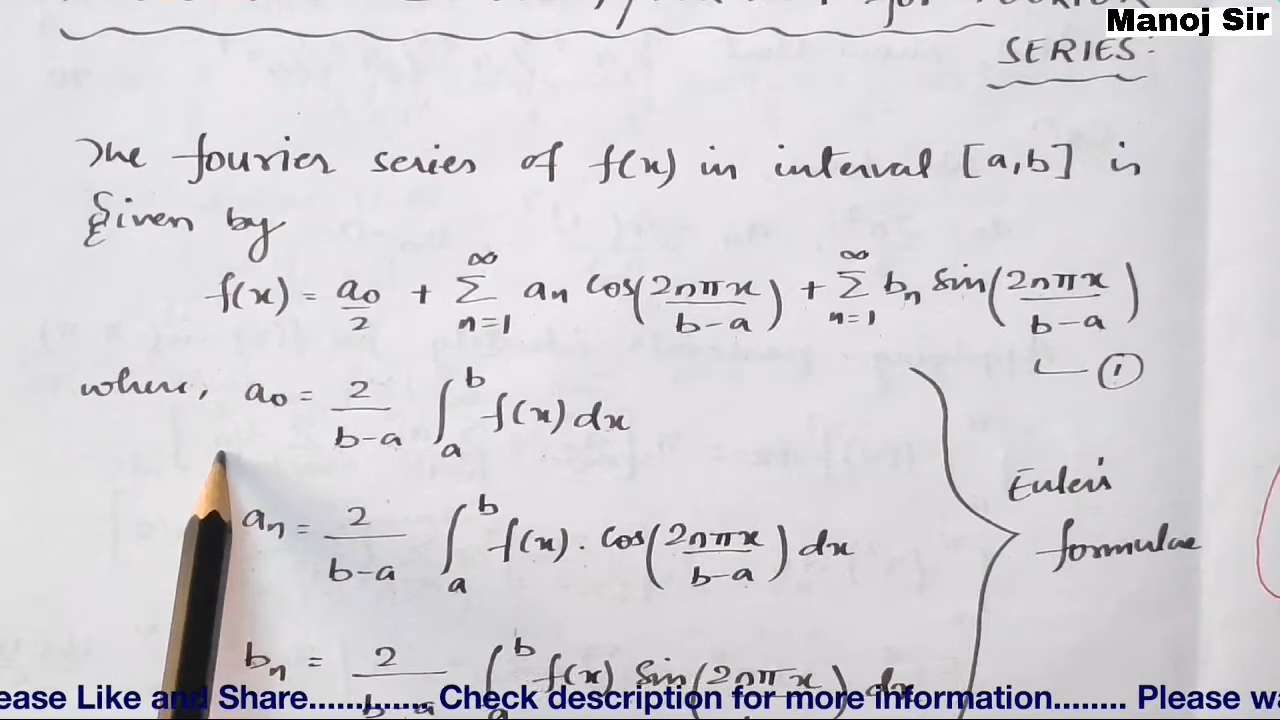 Manoj Sir
for
SERIES:
The fourier series of f(x) in interval [a,b] is
given by
f(x) = a₀/2 + ∑_{n=1}^{∞} aₙ cos(2nπx/b-a) + ∑_{n=1}^{∞} bₙ sin(2nπx/b-a)
①
where, a₀ = 2/b-a ∫_a^b f(x) dx
aₙ = 2/b-a ∫_a^b f(x). cos(2nπx/b-a) dx
Euler's
formulae
bₙ = 2/b-a ∫_a^b f(x) sin(2nπx dx
ease Like and Share............. Check description for more information........ Please wa